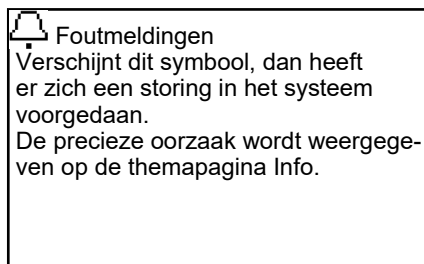 Foutmeldingen
Verschijnt dit symbool, dan heeft
er zich een storing in het systeem
voorgedaan.
De precieze oorzaak wordt weergege-
ven op de themapagina Info.